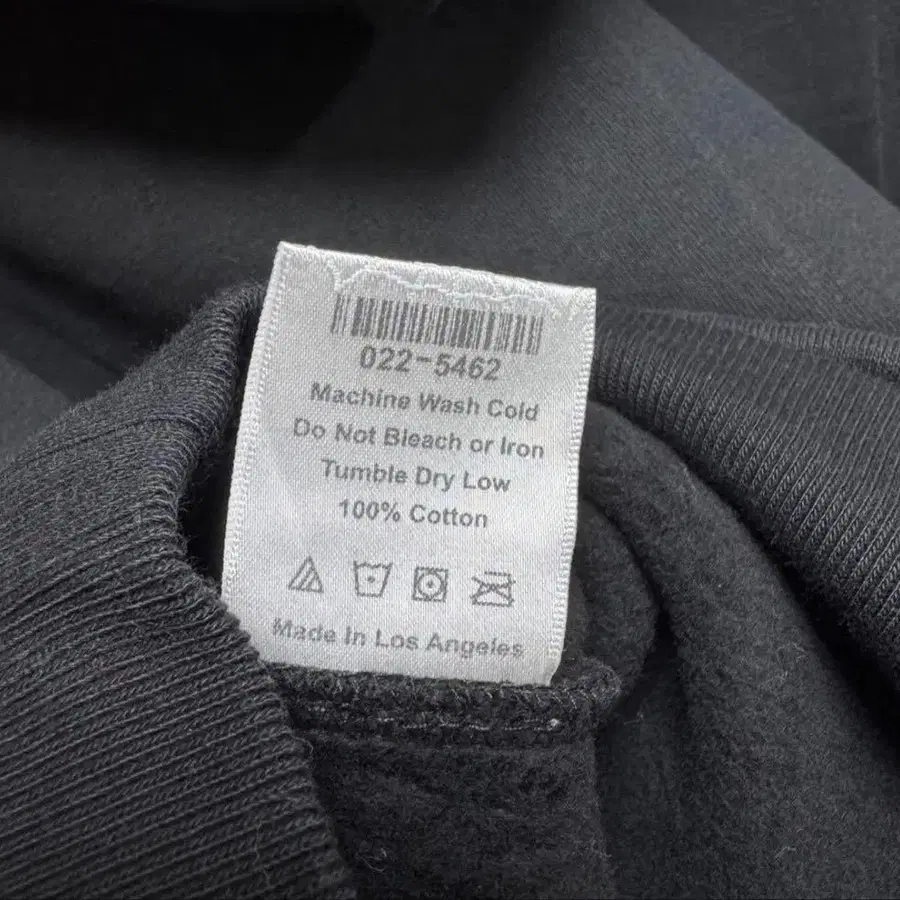 022-5462
Machine Wash Cold
Do Not Bleach or Iron
Tumble Dry Low
100% Cotton
Made In Los Angeles